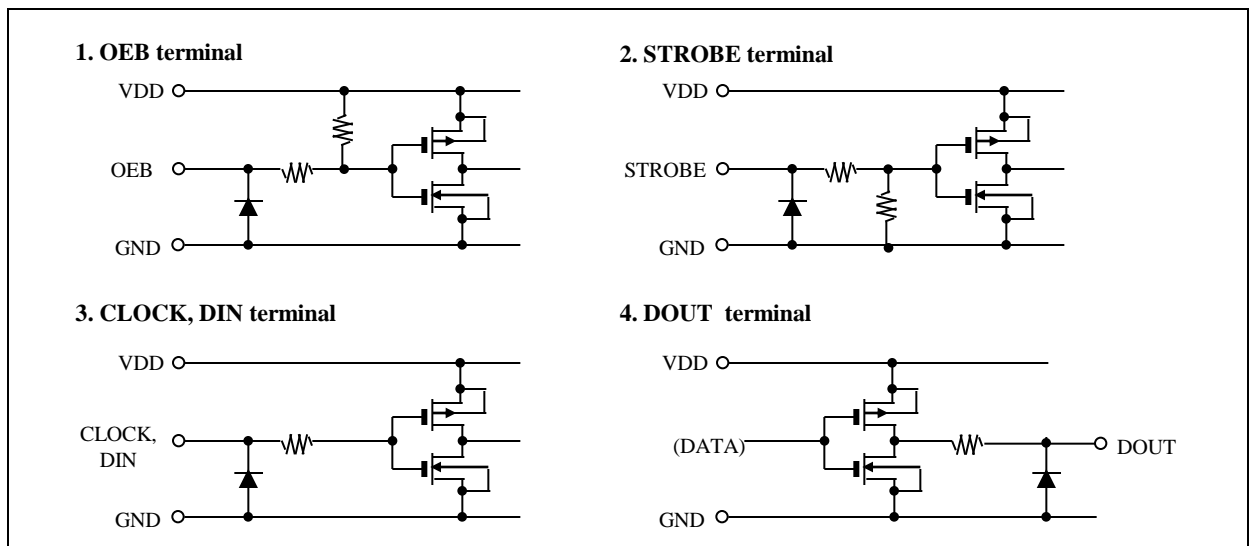 1. OEB terminal
VDD
OEB
GND
2. STROBE terminal
VDD
STROBE
GND
3. CLOCK, DIN terminal
VDD
CLOCK,
DIN
GND
4. DOUT terminal
VDD
(DATA)
DOUT
GND